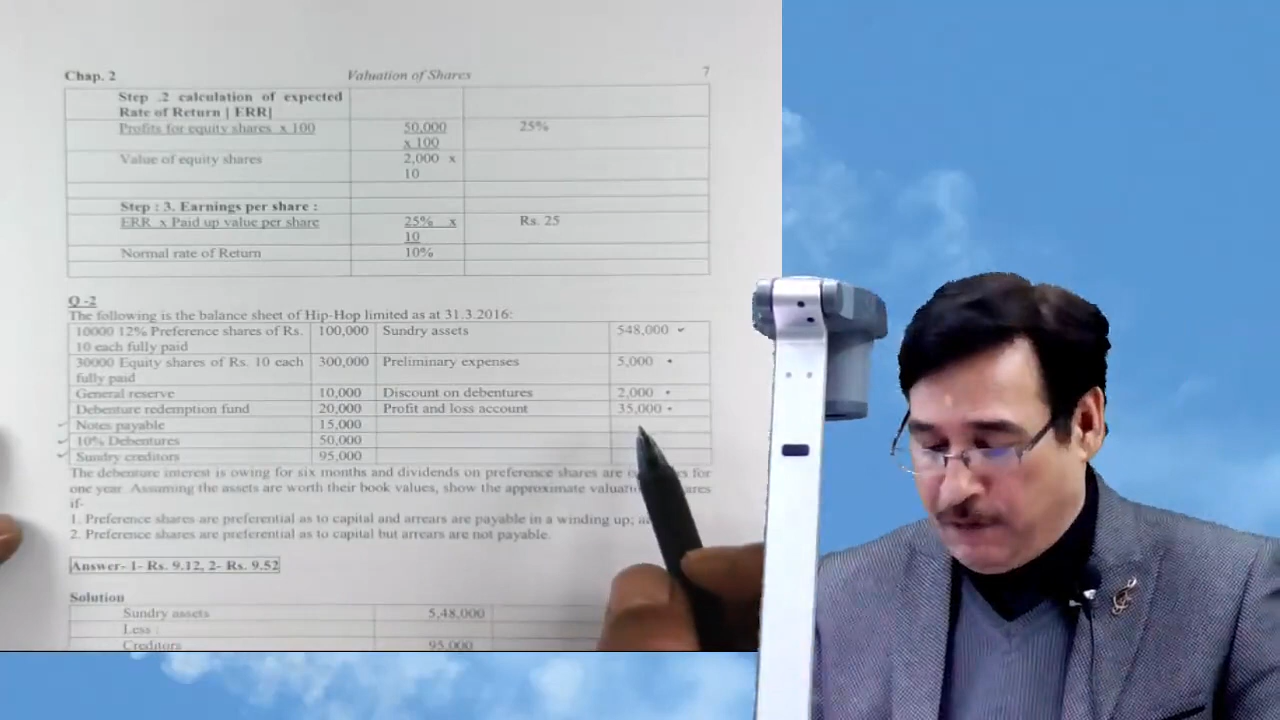 Chap. 2 Valuation of Shares 7
Step .2 calculation of expected
Rate of Return [ ERR]
Profits for equity shares x 100 50,000 25%
x 100
Value of equity shares 2,000 x
10
Step : 3. Earnings per share :
ERR x Paid up value per share 25% x Rs. 25
10
Normal rate of Return 10%
Q -2
The following is the balance sheet of Hip-Hop limited as at 31.3.2016:
10000 12% Preference shares of Rs. 100,000 Sundry assets 548,000
10 each fully paid
30000 Equity shares of Rs. 10 each 300,000 Preliminary expenses 5,000
fully paid
General reserve 10,000 Discount on debentures 2,000
Debenture redemption fund 20,000 Profit and loss account 35,000
Notes payable 15,000
10% Debentures 50,000
Sundry creditors 95,000
The debenture interest is owing for six months and dividends on preference shares are for
one year. Assuming the assets are worth their book values, show the approximate
if-
1. Preference shares are preferential as to capital and arrears are payable in a winding up;
2. Preference shares are preferential as to capital but arrears are not payable.
Answer- 1- Rs. 9.12, 2- Rs. 9.52
Solution
Sundry assets 5,48,000
Less :
Creditors 95,000